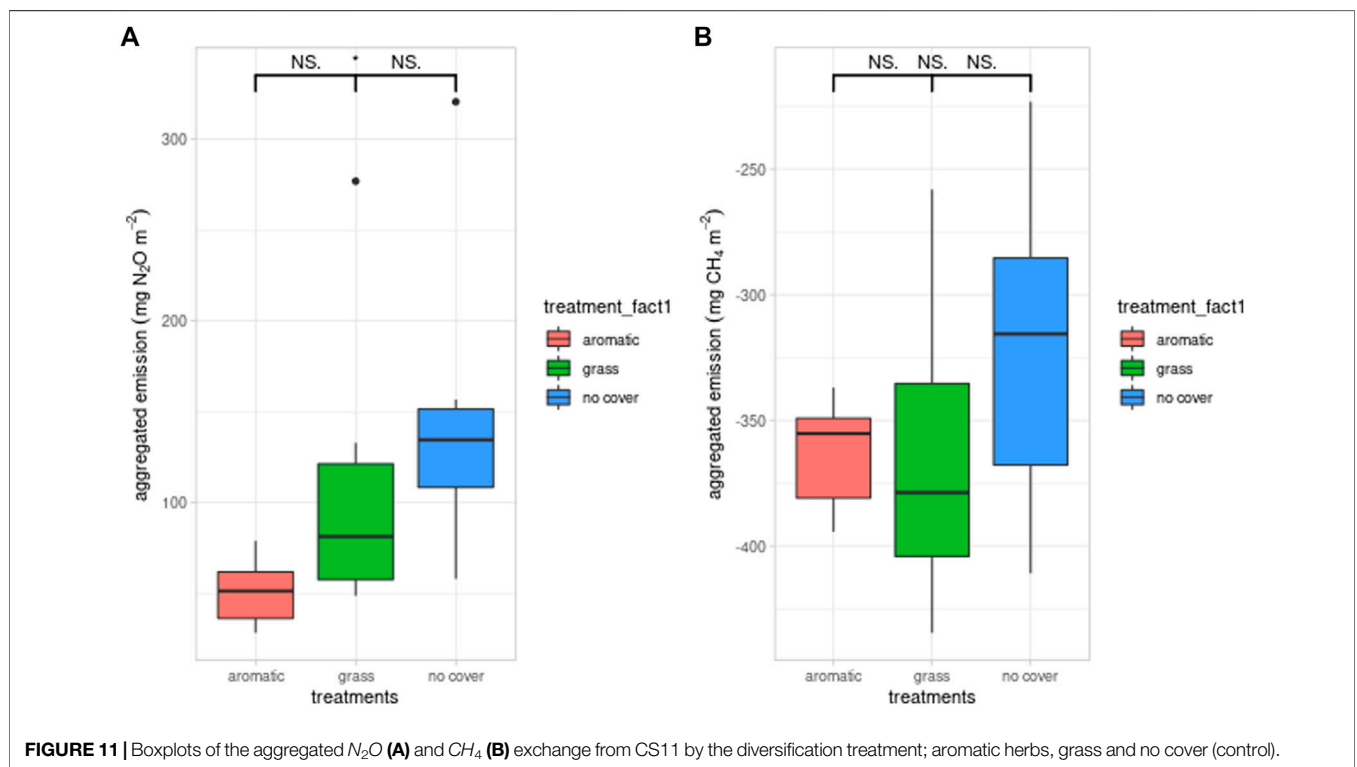 A
NS. * NS.
300
200
100
aggregated emission (mg N₂O m⁻²)
aromatic grass no cover
treatments
treatment_fact1
aromatic
grass
no cover
B
NS. NS. NS.
-250
-300
-350
-400
aggregated emission (mg CH₄ m⁻²)
aromatic grass no cover
treatments
treatment_fact1
aromatic
grass
no cover
FIGURE 11 | Boxplots of the aggregated N₂O (A) and CH₄ (B) exchange from CS11 by the diversification treatment; aromatic herbs, grass and no cover (control).